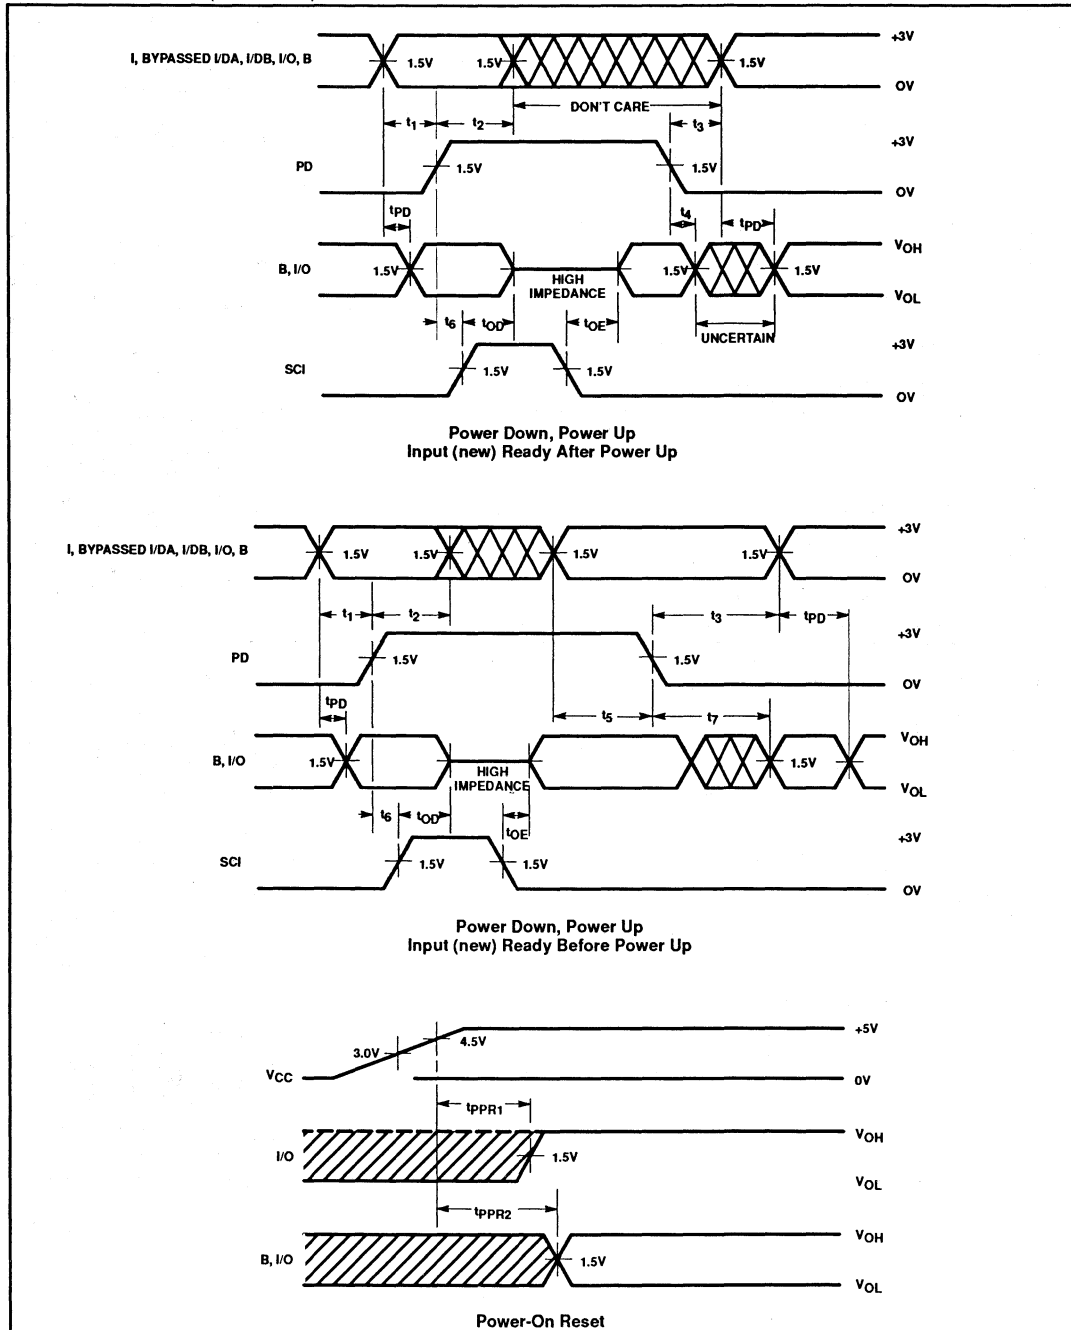 +3V
I, BYPASSED I/DA, I/DB, I/O, B 1.5V 1.5V 1.5V
OV
DON'T CARE
t1 t2 t3
+3V
PD 1.5V 1.5V
OV
tPD t4 tPD
VOH
B, I/O 1.5V 1.5V 1.5V
HIGH
IMPEDANCE
VOL
t6 tOD tOE
UNCERTAIN
+3V
SCI 1.5V 1.5V
OV
Power Down, Power Up
Input (new) Ready After Power Up
+3V
I, BYPASSED I/DA, I/DB, I/O, B 1.5V 1.5V 1.5V 1.5V
OV
t1 t2 t3 tPD
+3V
PD 1.5V 1.5V
OV
tPD t5 t7
VOH
B, I/O 1.5V 1.5V
HIGH
IMPEDANCE
VOL
t6 tOD tOE
+3V
SCI 1.5V 1.5V
OV
Power Down, Power Up
Input (new) Ready Before Power Up
+5V
3.0V 4.5V
VCC 0V
tPPR1
VOH
I/O 1.5V
VOL
tPPR2
VOH
B, I/O 1.5V
VOL
Power-On Reset